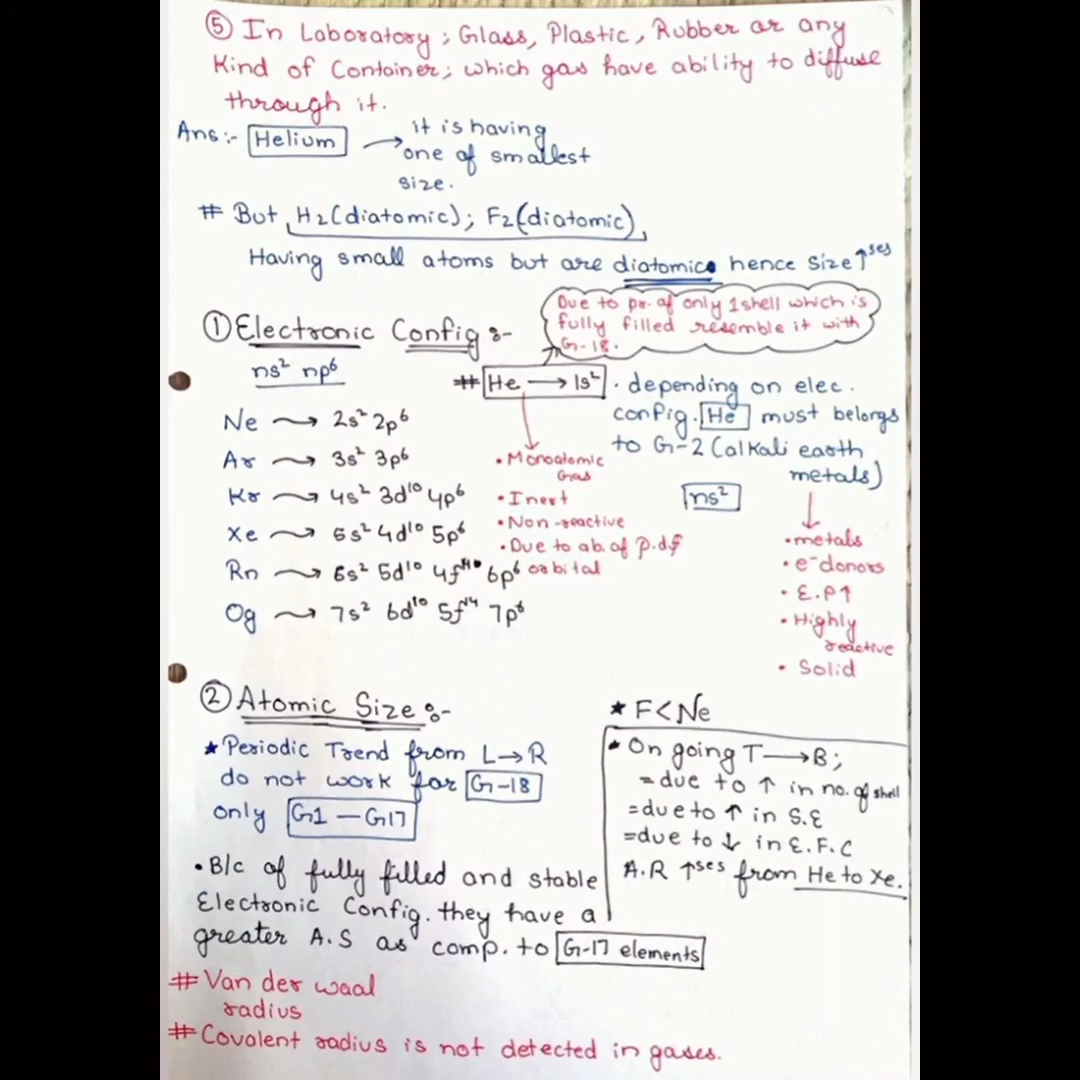 ⑤ In Laboratory; Glass, Plastic, Rubber or any
Kind of Container; which gas have ability to diffuse
through it.
Ans:- Helium → it is having
one of smallest
size.
# But H₂(diatomic); F₂(diatomic),
Having small atoms but are diatomic hence size ↑ses
① Electronic Config :-
ns² np⁶
Due to pr. of only 1 shell which is
fully filled resemble it with
G-18.
# He → 1s²
• depending on elec.
config. He must belongs
to G-2 (alkali earth
metals)
ns²
Ne → 2s² 2p⁶
Ar → 3s² 3p⁶
Kr → 4s² 3d¹⁰ 4p⁶
Xe → 5s² 4d¹⁰ 5p⁶
Rn → 6s² 5d¹⁰ 4f 6p⁶
Og → 7s² 6d¹⁰ 5f¹⁴ 7p⁶
• Monoatomic
Gas
• Inert
• Non-reactive
• Due to ab. of p.d.f
orbital
• metals
• e⁻donors
• E.P↑
• Highly
reactive
• Solid
② Atomic Size :-
★ Periodic Trend from L→R
do not work for G-18
only G1 — G17
• B/c of fully filled and stable
Electronic Config. they have a
greater A.S as comp. to G-17 elements
★ F < Ne
• On going T → B;
= due to ↑ in no. of shell
= due to ↑ in S.E
= due to ↓ in E.F.C
A.R ↑ses from He to Xe.
# Van der waal
radius
# Covalent radius is not detected in gases.